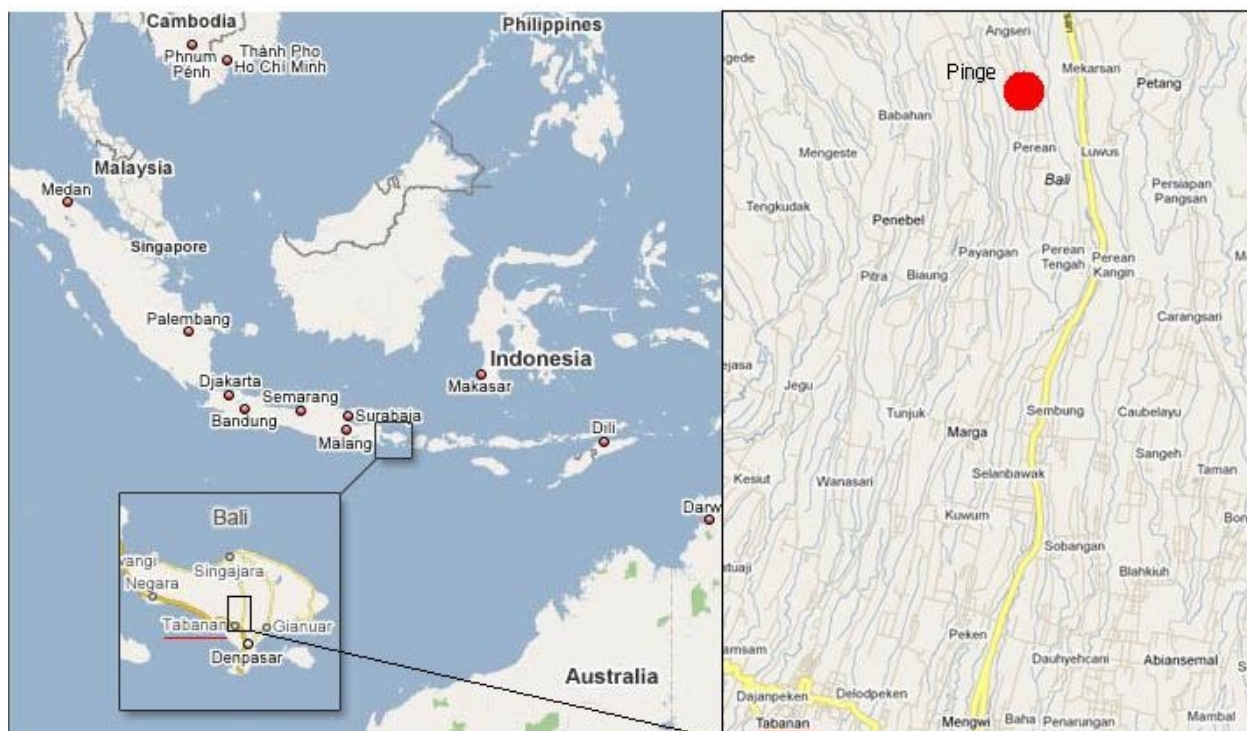 Cambodia
Phnum
Pénh
Thành Pho
Ho Chi Minh
Philippines
Malaysia
Medan
Singapore
Palembang
Indonesia
Makasar
Djakarta
Semarang
Surabaja
Bandung
Malang
Dili
Darw
Australia
Bali
wangi
Singajara
Negara
Tabanan
Gianuar
Denpasar
Angseri
Pinge
Mekarsari
Petang
Babahan
Mengeste
Perean
Luwus
Bali
Persiapan
Pangsan
Tengkudak
Penebel
Payangan
Perean
Tengah
Perean
Kangin
Pitra
Biaung
Carangsari
Jegu
Tunjuk
Sembung
Caubelayu
Marga
Sangeh
Selanbawak
Taman
Kesiut
Wanasari
Kuwum
Sobangan
Blahkiuh
Peken
Dauhyehcani
Abiansemal
Dajanpeken
Delodpeken
Tabanan
Mengwi
Baha
Penarungan
Mambal